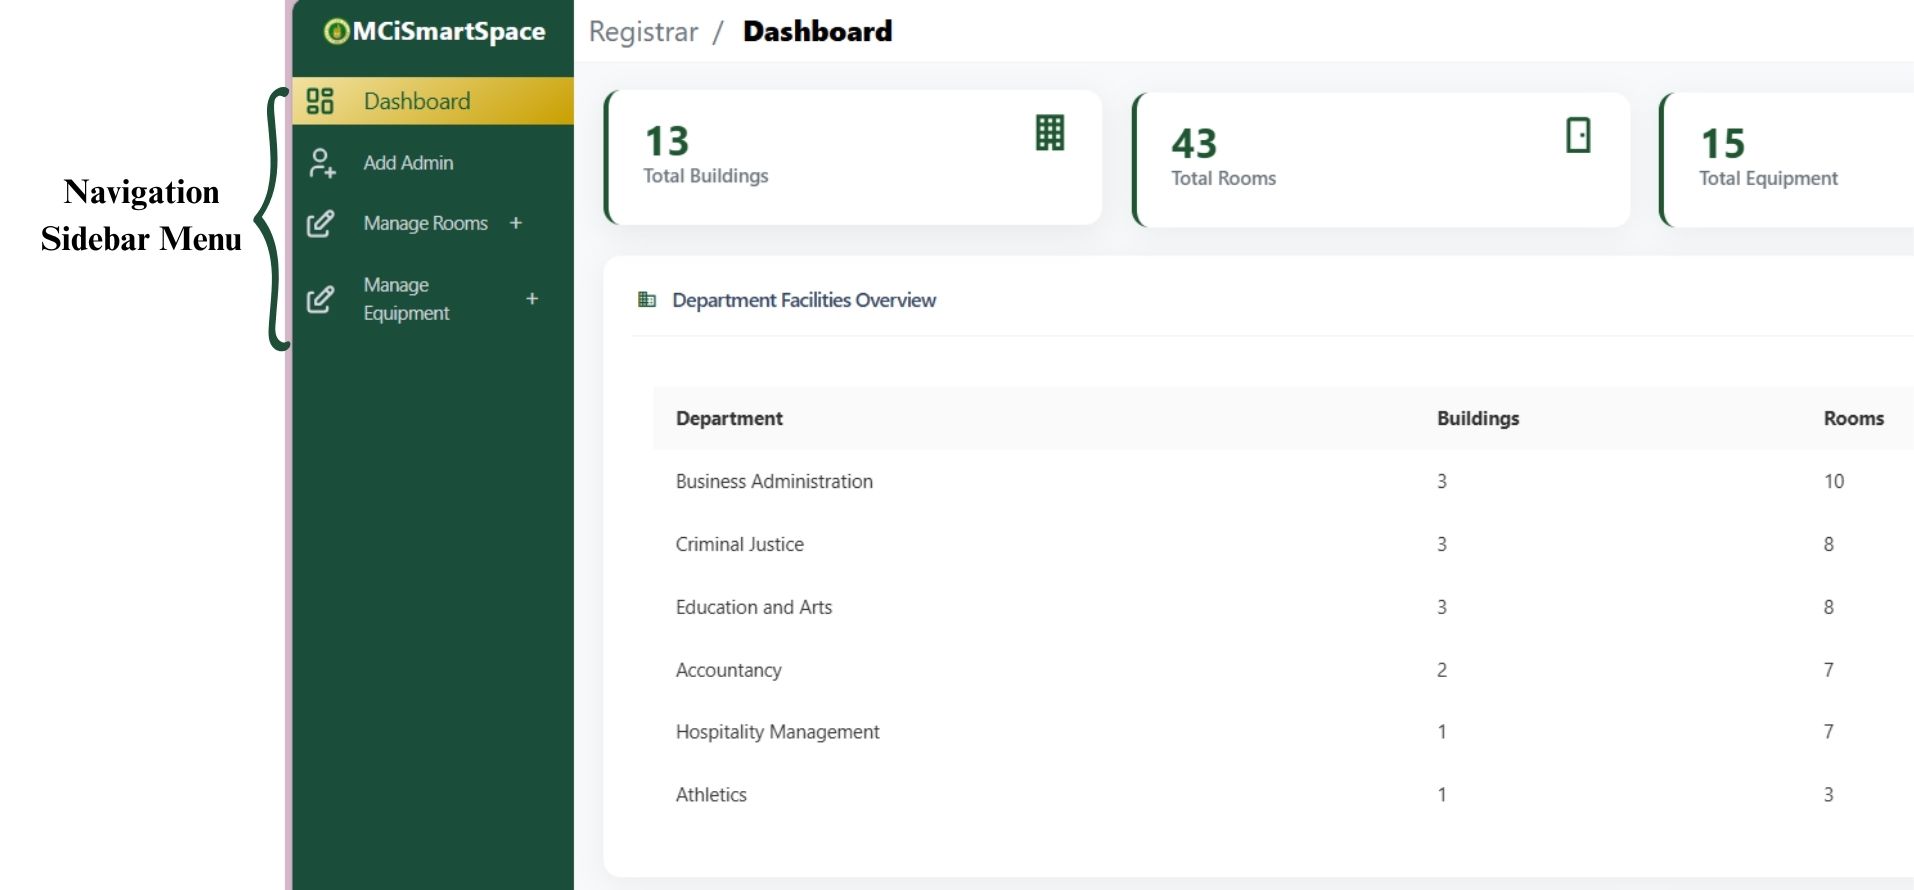 MCiSmartSpace
Registrar / Dashboard
Navigation
Sidebar Menu
Dashboard
Add Admin
Manage Rooms +
Manage
Equipment +
13
Total Buildings
43
Total Rooms
15
Total Equipment
Department Facilities Overview
Department Buildings Rooms
Business Administration 3 10
Criminal Justice 3 8
Education and Arts 3 8
Accountancy 2 7
Hospitality Management 1 7
Athletics 1 3